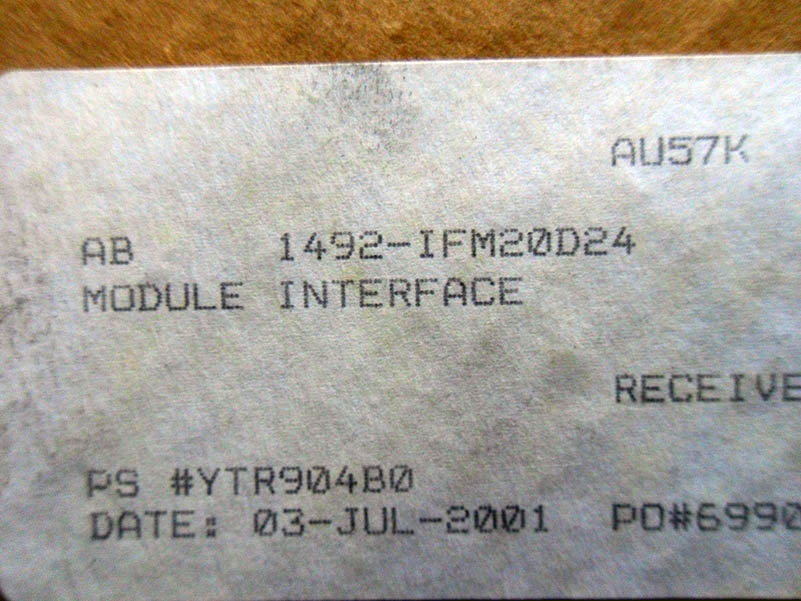 AU57K
AB 1492-IFM20D24
MODULE INTERFACE
RECEIVE
PS #YTR904B0
DATE: 03-JUL-2001 PO#6990